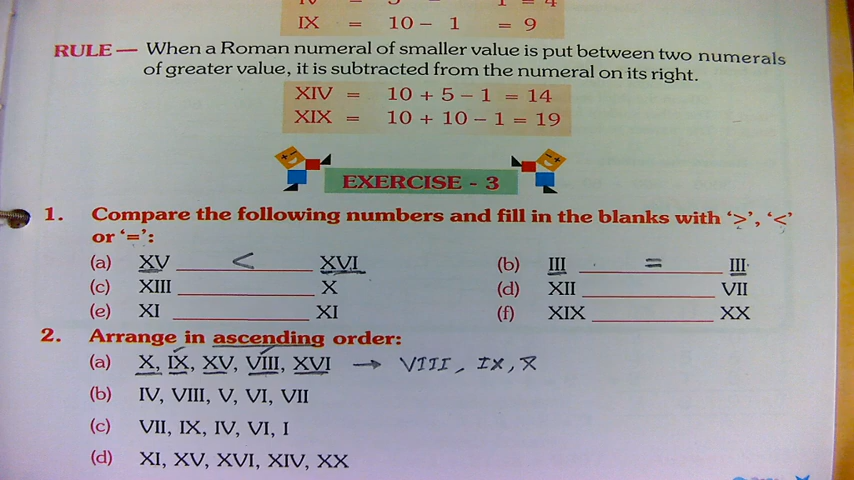 IX = 10 - 1 = 9
RULE — When a Roman numeral of smaller value is put between two numerals
of greater value, it is subtracted from the numeral on its right.
XIV = 10 + 5 - 1 = 14
XIX = 10 + 10 - 1 = 19
EXERCISE - 3
1. Compare the following numbers and fill in the blanks with ‘>’, ‘<’
or ‘=’:
(a) XV < XVI (b) III = III
(c) XIII ____ X (d) XII ____ VII
(e) XI ____ XI (f) XIX ____ XX
2. Arrange in ascending order:
(a) X, IX, XV, VIII, XVI → VIII, IX, X
(b) IV, VIII, V, VI, VII
(c) VII, IX, IV, VI, I
(d) XI, XV, XVI, XIV, XX